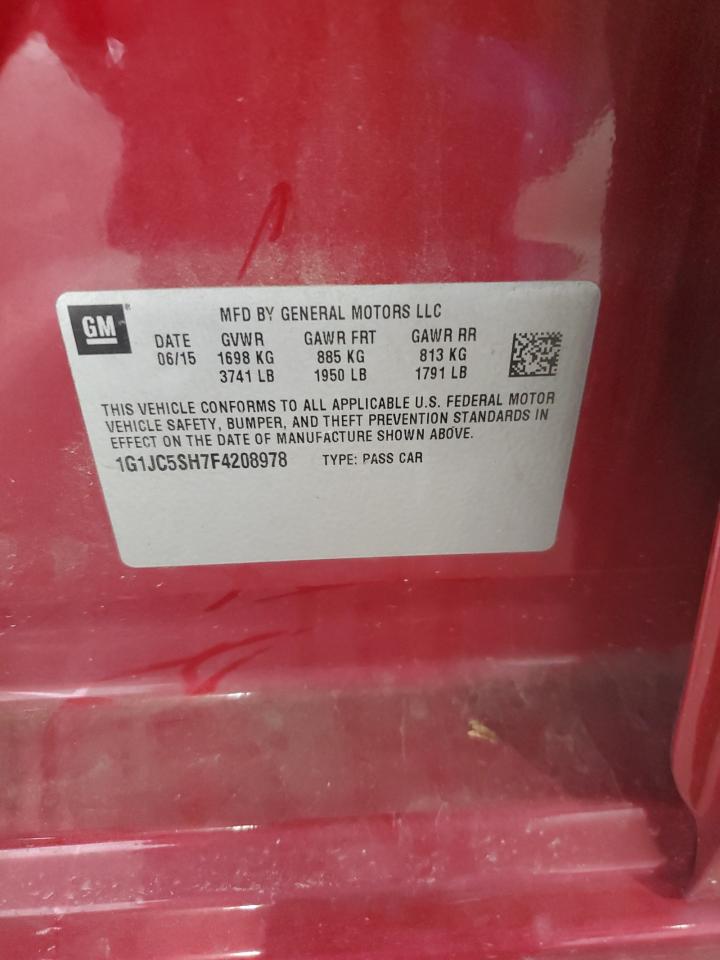 GM®
MFD BY GENERAL MOTORS LLC
DATE GVWR GAWR FRT GAWR RR
06/15 1698 KG 885 KG 813 KG
3741 LB 1950 LB 1791 LB
THIS VEHICLE CONFORMS TO ALL APPLICABLE U.S. FEDERAL MOTOR
VEHICLE SAFETY, BUMPER, AND THEFT PREVENTION STANDARDS IN
EFFECT ON THE DATE OF MANUFACTURE SHOWN ABOVE.
1G1JC5SH7F4208978 TYPE: PASS CAR